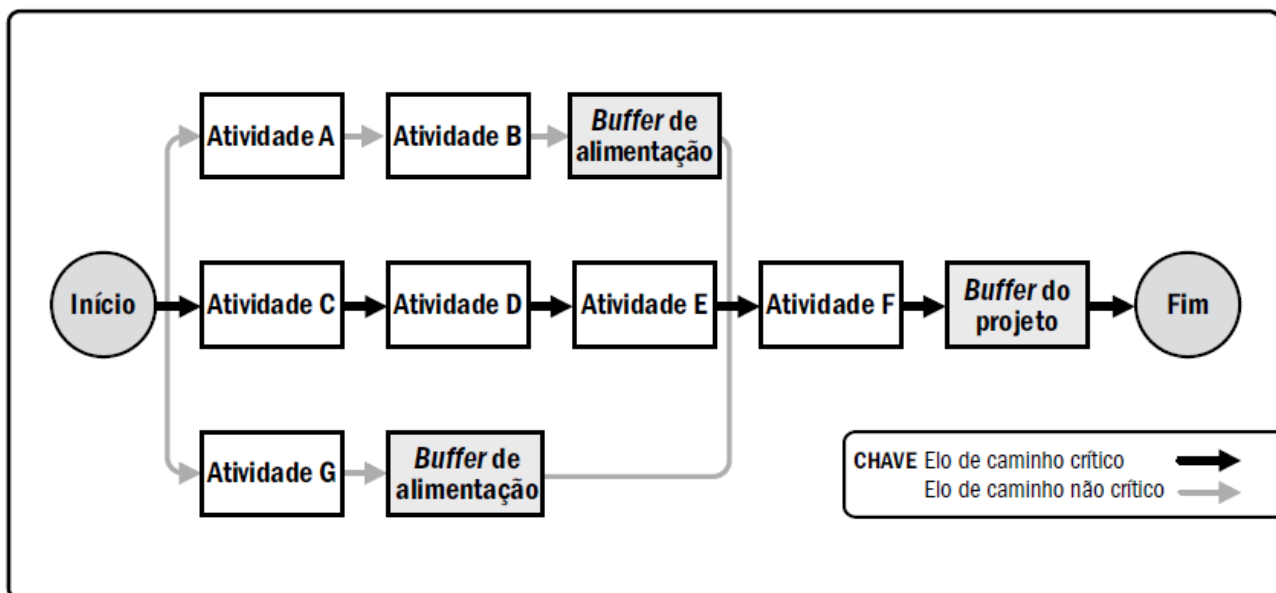 Atividade A
Atividade B
Buffer de
alimentação
Início
Atividade C
Atividade D
Atividade E
Atividade F
Buffer do
projeto
Fim
Atividade G
Buffer de
alimentação
CHAVE Elo de caminho crítico
Elo de caminho não crítico